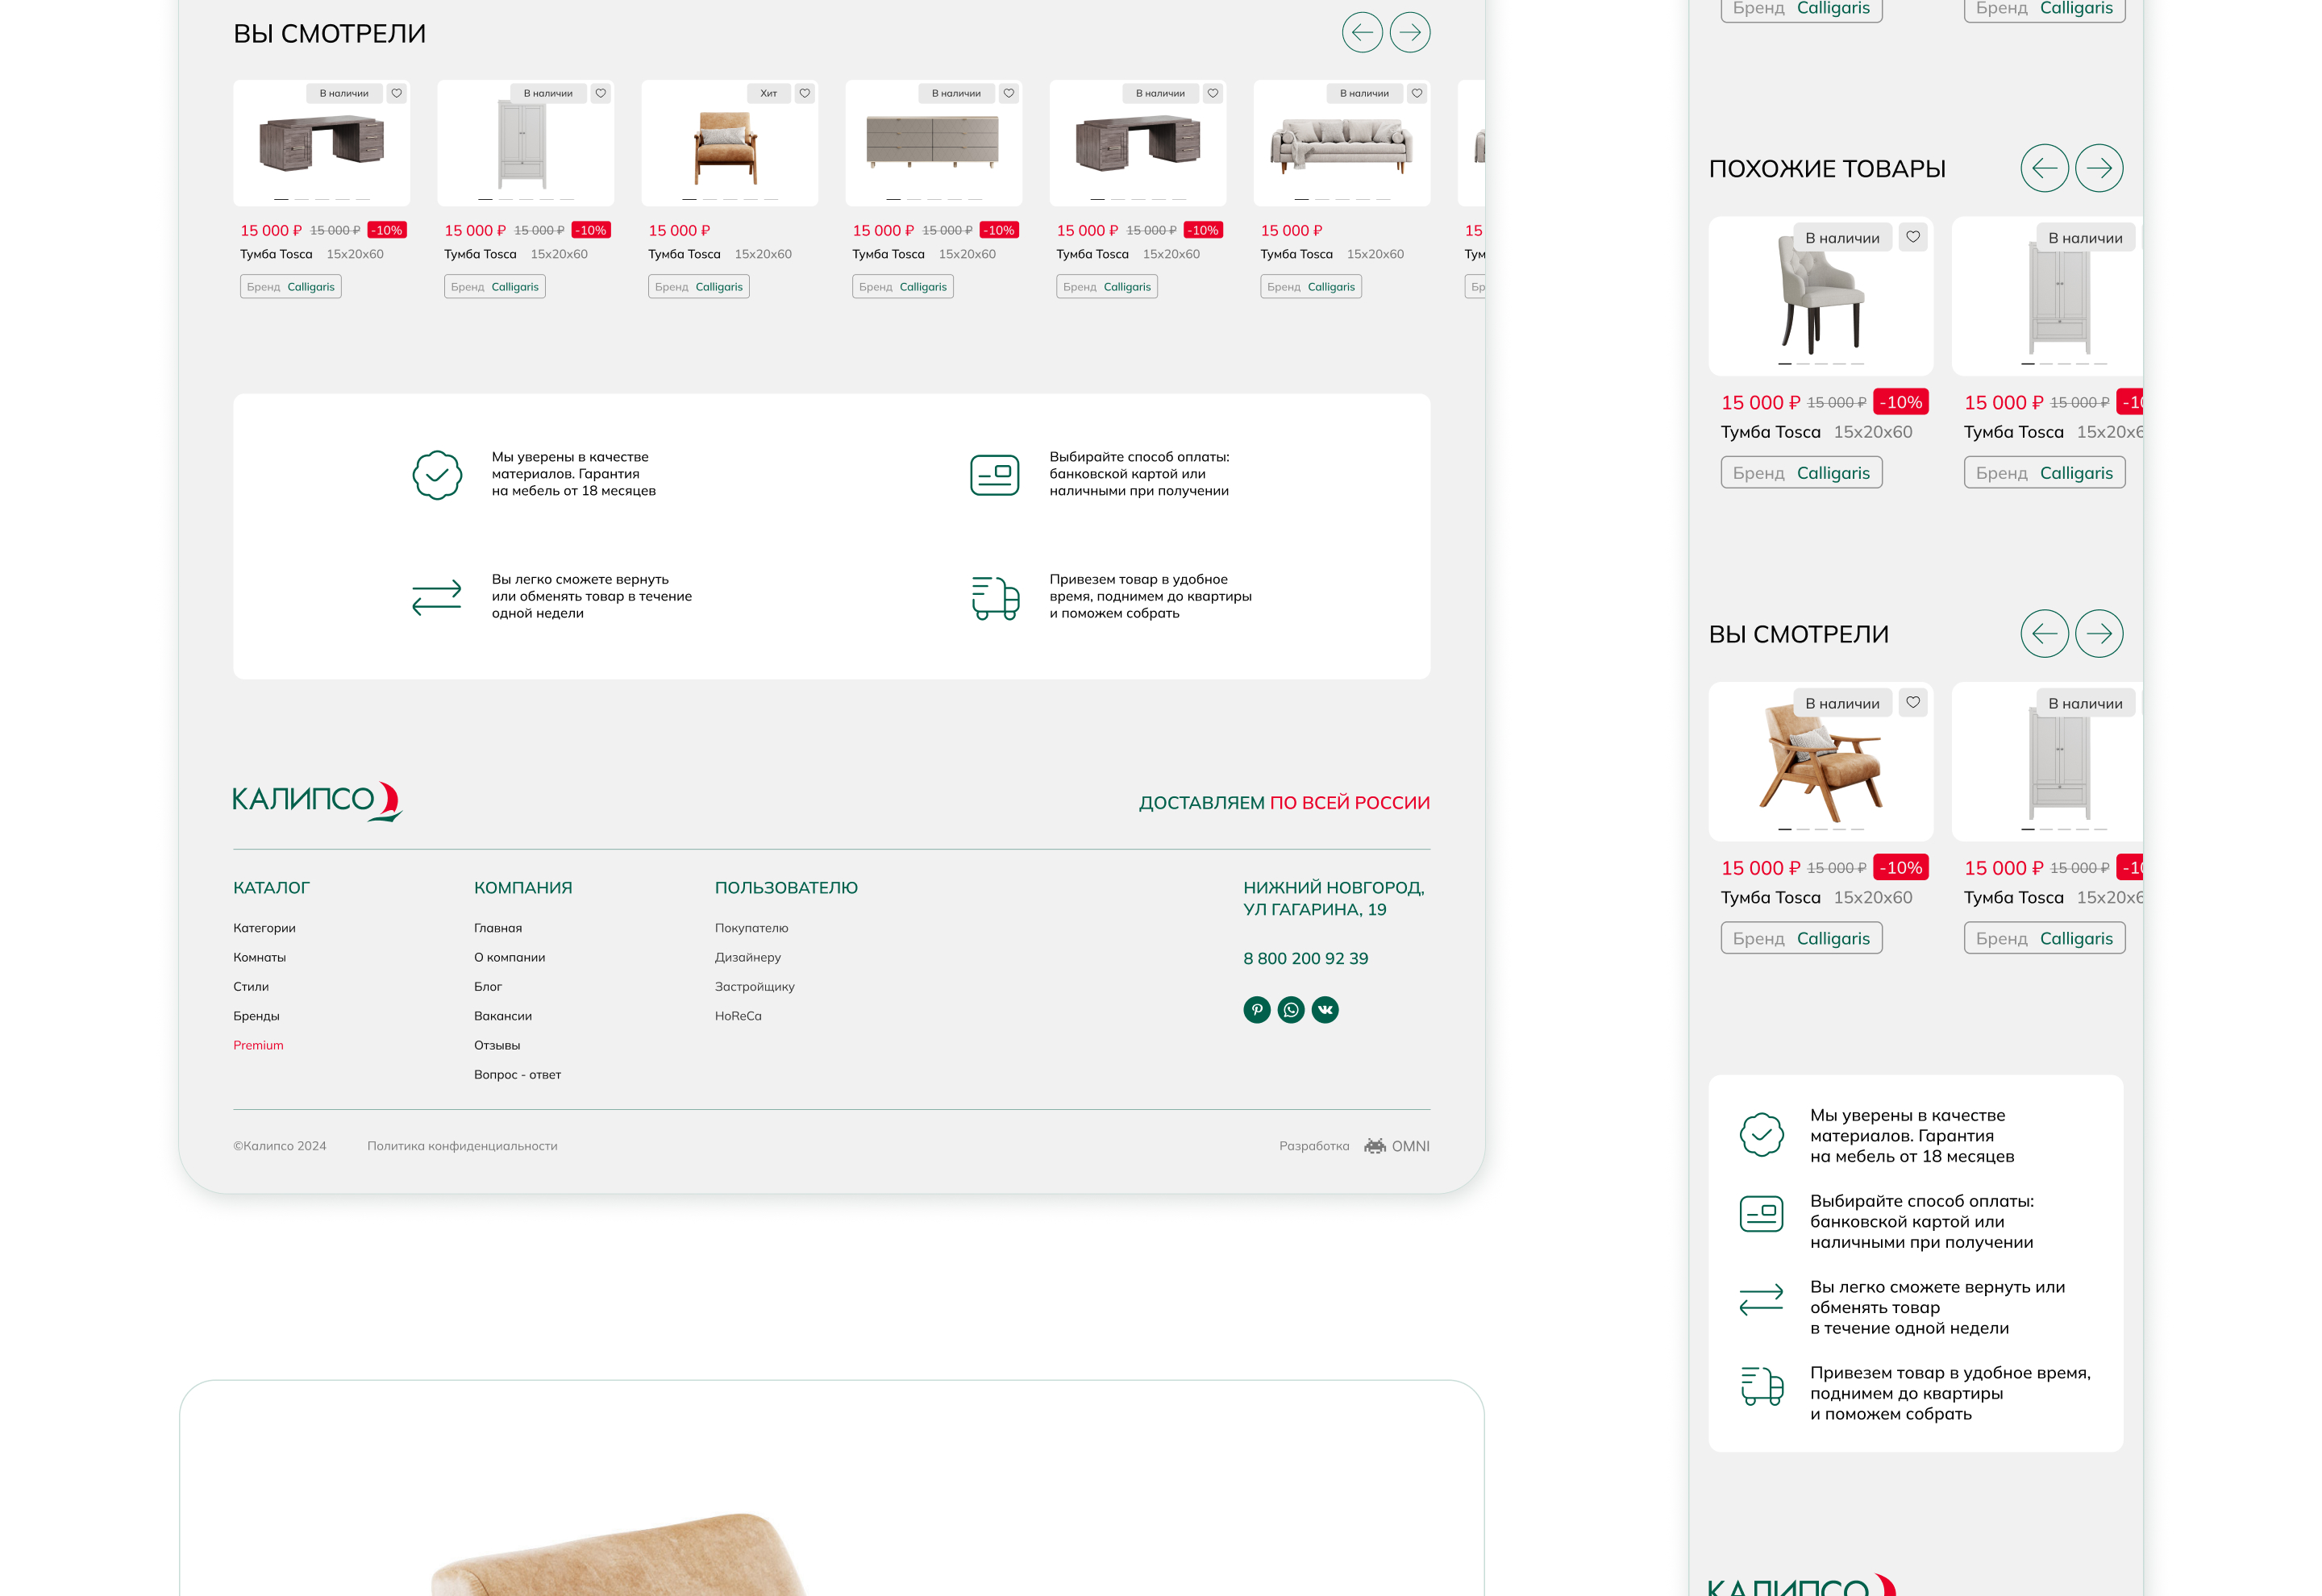 ВЫ СМОТРЕЛИ
В наличии
В наличии
Хит
В наличии
В наличии
В наличии
15 000 ₽ 15 000 ₽ -10%
15 000 ₽ 15 000 ₽ -10%
15 000 ₽
15 000 ₽ 15 000 ₽ -10%
15 000 ₽ 15 000 ₽ -10%
15 000 ₽
15
Тумба Tosca 15x20x60
Тумба Tosca 15x20x60
Тумба Tosca 15x20x60
Тумба Tosca 15x20x60
Тумба Tosca 15x20x60
Тумба Tosca 15x20x60
Бренд Calligaris
Бренд Calligaris
Бренд Calligaris
Бренд Calligaris
Бренд Calligaris
Бренд Calligaris
Мы уверены в качестве
материалов. Гарантия
на мебель от 18 месяцев
Выбирайте способ оплаты:
банковской картой или
наличными при получении
Вы легко сможете вернуть
или обменять товар в течение
одной недели
Привезем товар в удобное
время, поднимем до квартиры
и поможем собрать
КАЛИПСО
ДОСТАВЛЯЕМ ПО ВСЕЙ РОССИИ
КАТАЛОГ
Категории
Комнаты
Стили
Бренды
Premium
КОМПАНИЯ
Главная
О компании
Блог
Вакансии
Отзывы
Вопрос - ответ
ПОЛЬЗОВАТЕЛЮ
Покупателю
Дизайнеру
Застройщику
HoReCa
НИЖНИЙ НОВГОРОД,
УЛ ГАГАРИНА, 19
8 800 200 92 39
©Калипсо 2024
Политика конфиденциальности
Разработка OMNI
Бренд Calligaris
Бренд Calligaris
ПОХОЖИЕ ТОВАРЫ
В наличии
В наличии
15 000 ₽ 15 000 ₽ -10%
15 000 ₽ 15 000 ₽
Тумба Tosca 15x20x60
Тумба Tosca
Бренд Calligaris
Бренд Calligaris
ВЫ СМОТРЕЛИ
В наличии
В наличии
15 000 ₽ 15 000 ₽ -10%
15 000 ₽ 15 000 ₽
Тумба Tosca 15x20x60
Тумба Tosca
Бренд Calligaris
Бренд Calligaris
Мы уверены в качестве
материалов. Гарантия
на мебель от 18 месяцев
Выбирайте способ оплаты:
банковской картой или
наличными при получении
Вы легко сможете вернуть или
обменять товар
в течение одной недели
Привезем товар в удобное время,
поднимем до квартиры
и поможем собрать
КАЛИПСО